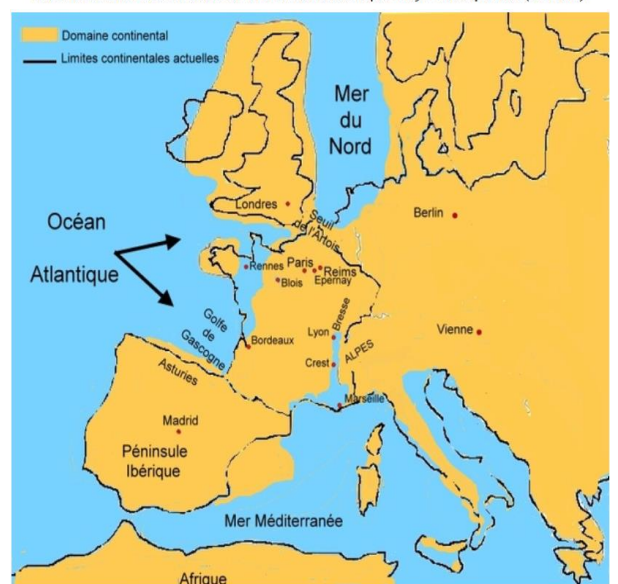 Domaine continental
Limites continentales actuelles
Mer
du
Nord
Océan
Atlantique
Londres
Seuil
de l'Artois
Berlin
Rennes
Paris
Reims
Epernay
Blois
Golfe
de
Gascogne
Bordeaux
Lyon
Bresse
Crest
ALPES
Vienne
Asturies
Marseille
Madrid
Péninsule
Ibérique
Mer Méditerranée
Afrique